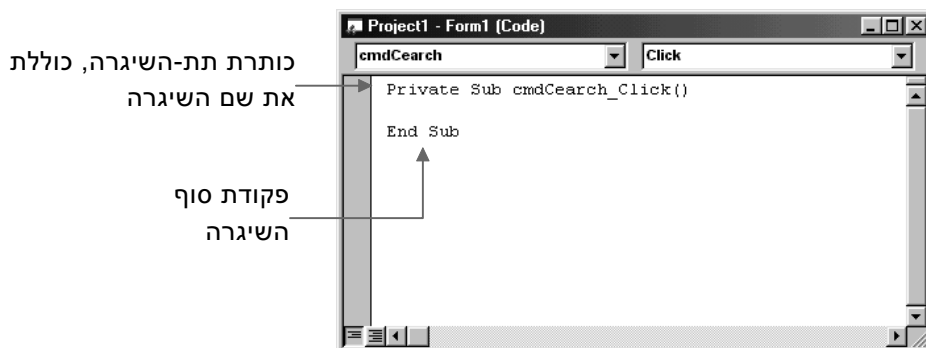 Project1 - Form1 (Code)
cmdCearch
Click
Private Sub cmdCearch_Click()
End Sub
כותרת תת-השיגרה, כוללת
את שם השיגרה
פקודת סוף
השיגרה